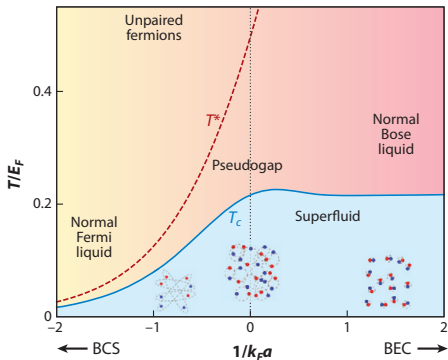 Unpaired
fermions
0.4
T*
T/E_F
Normal
Bose
liquid
Pseudogap
0.2
Normal
Fermi
liquid
T_c
Superfluid
0
−2
−1
0
1
2
← BCS
1/k_F a
BEC →